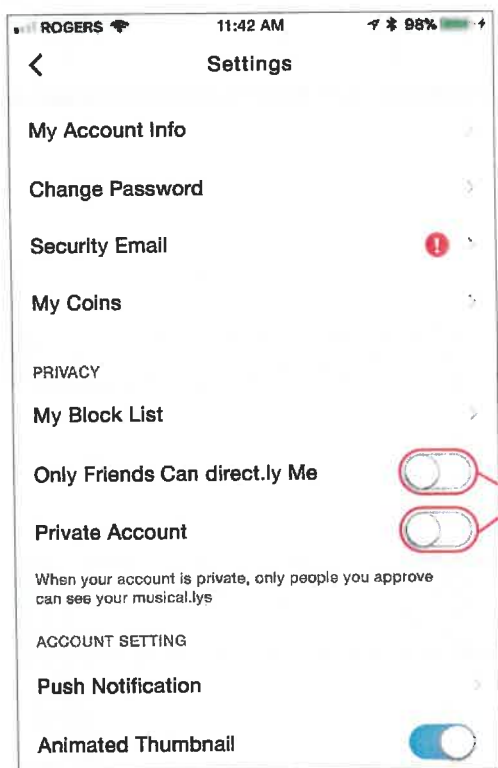 ROGERS 11:42 AM 98%
Settings
My Account Info
Change Password
Security Email
!
My Coins
PRIVACY
My Block List
Only Friends Can direct.ly Me
Private Account
When your account is private, only people you approve
can see your musical.lys
ACCOUNT SETTING
Push Notification
Animated Thumbnail